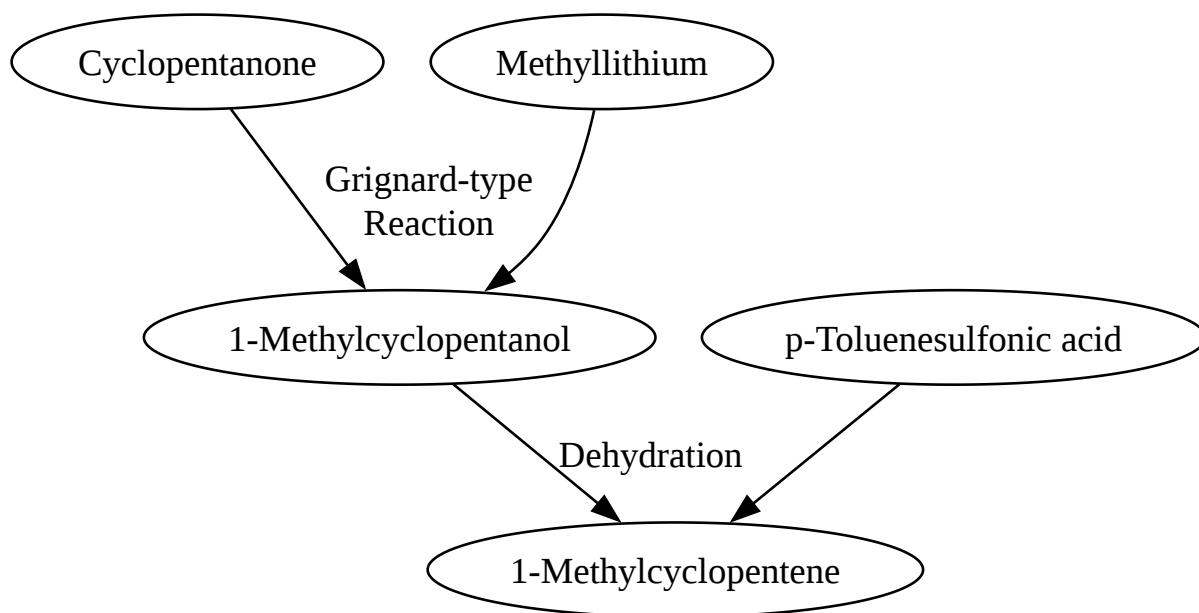 Cyclopentanone
Methyllithium
Grignard-type
Reaction
1-Methylcyclopentanol
p-Toluenesulfonic acid
Dehydration
1-Methylcyclopentene